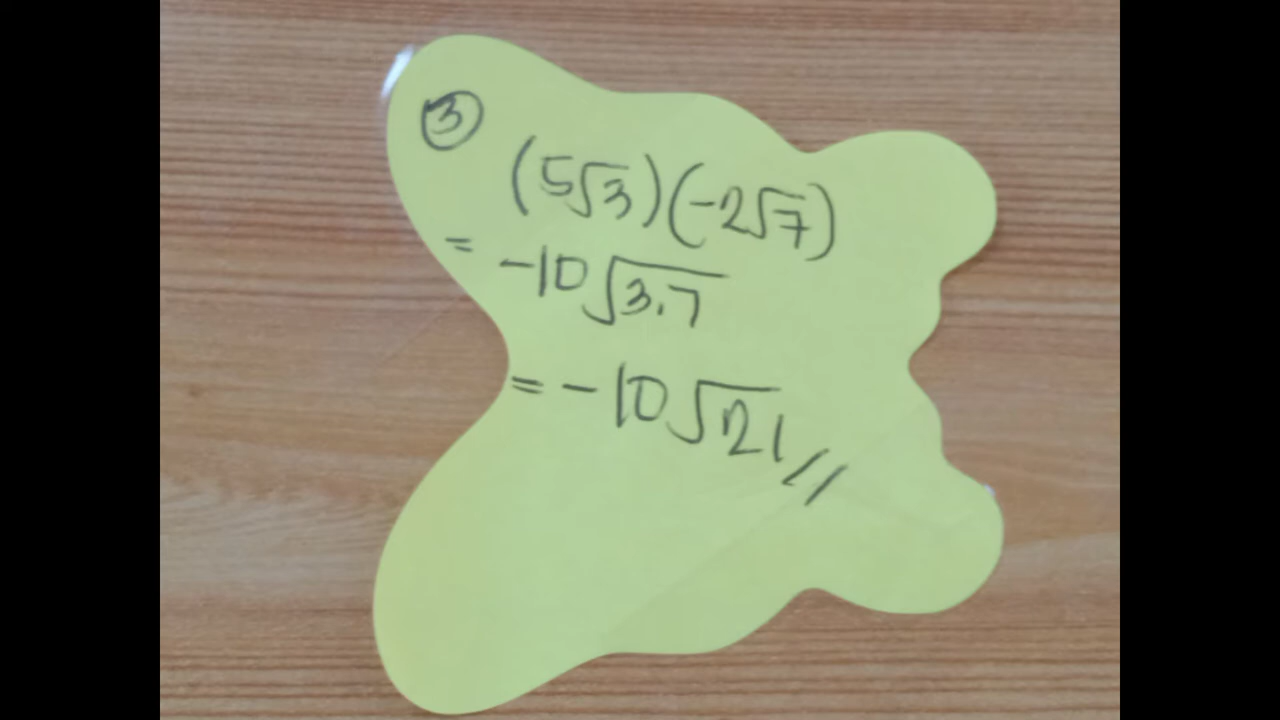 ③
(5√3)(-2√7)
= -10√3.7
= -10√21//